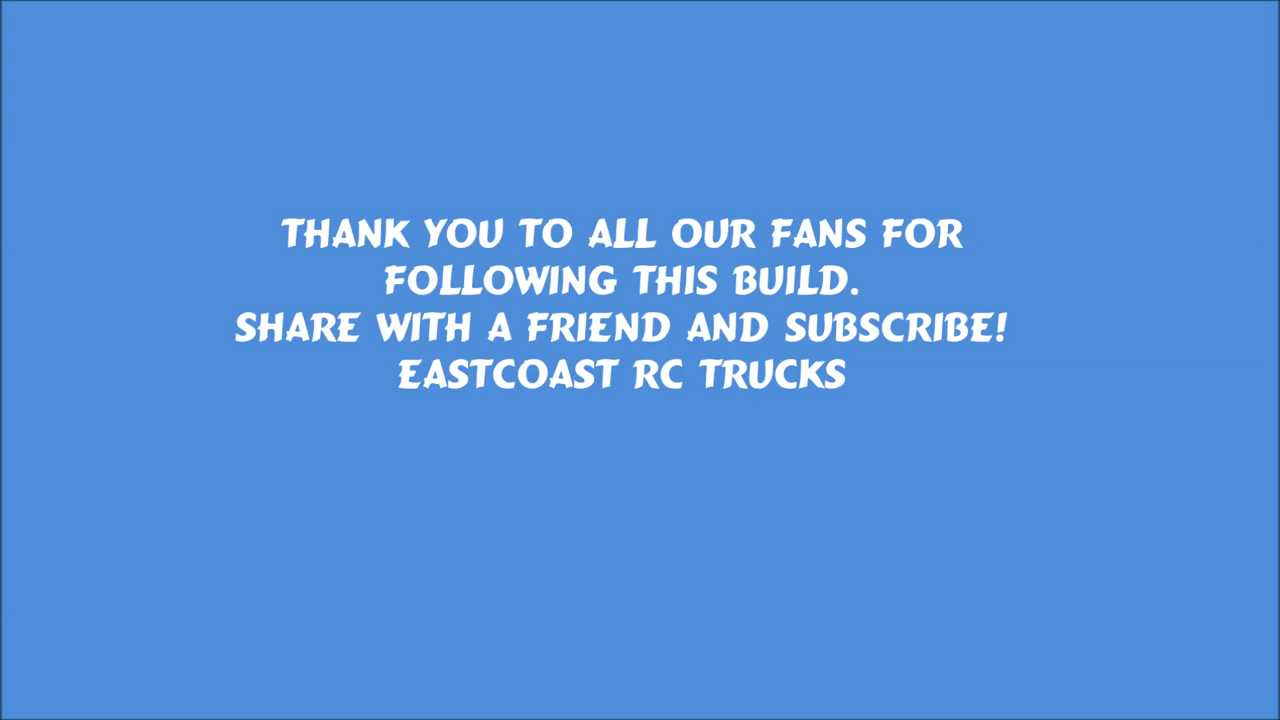 THANK YOU TO ALL OUR FANS FOR
FOLLOWING THIS BUILD.
SHARE WITH A FRIEND AND SUBSCRIBE!
EASTCOAST RC TRUCKS